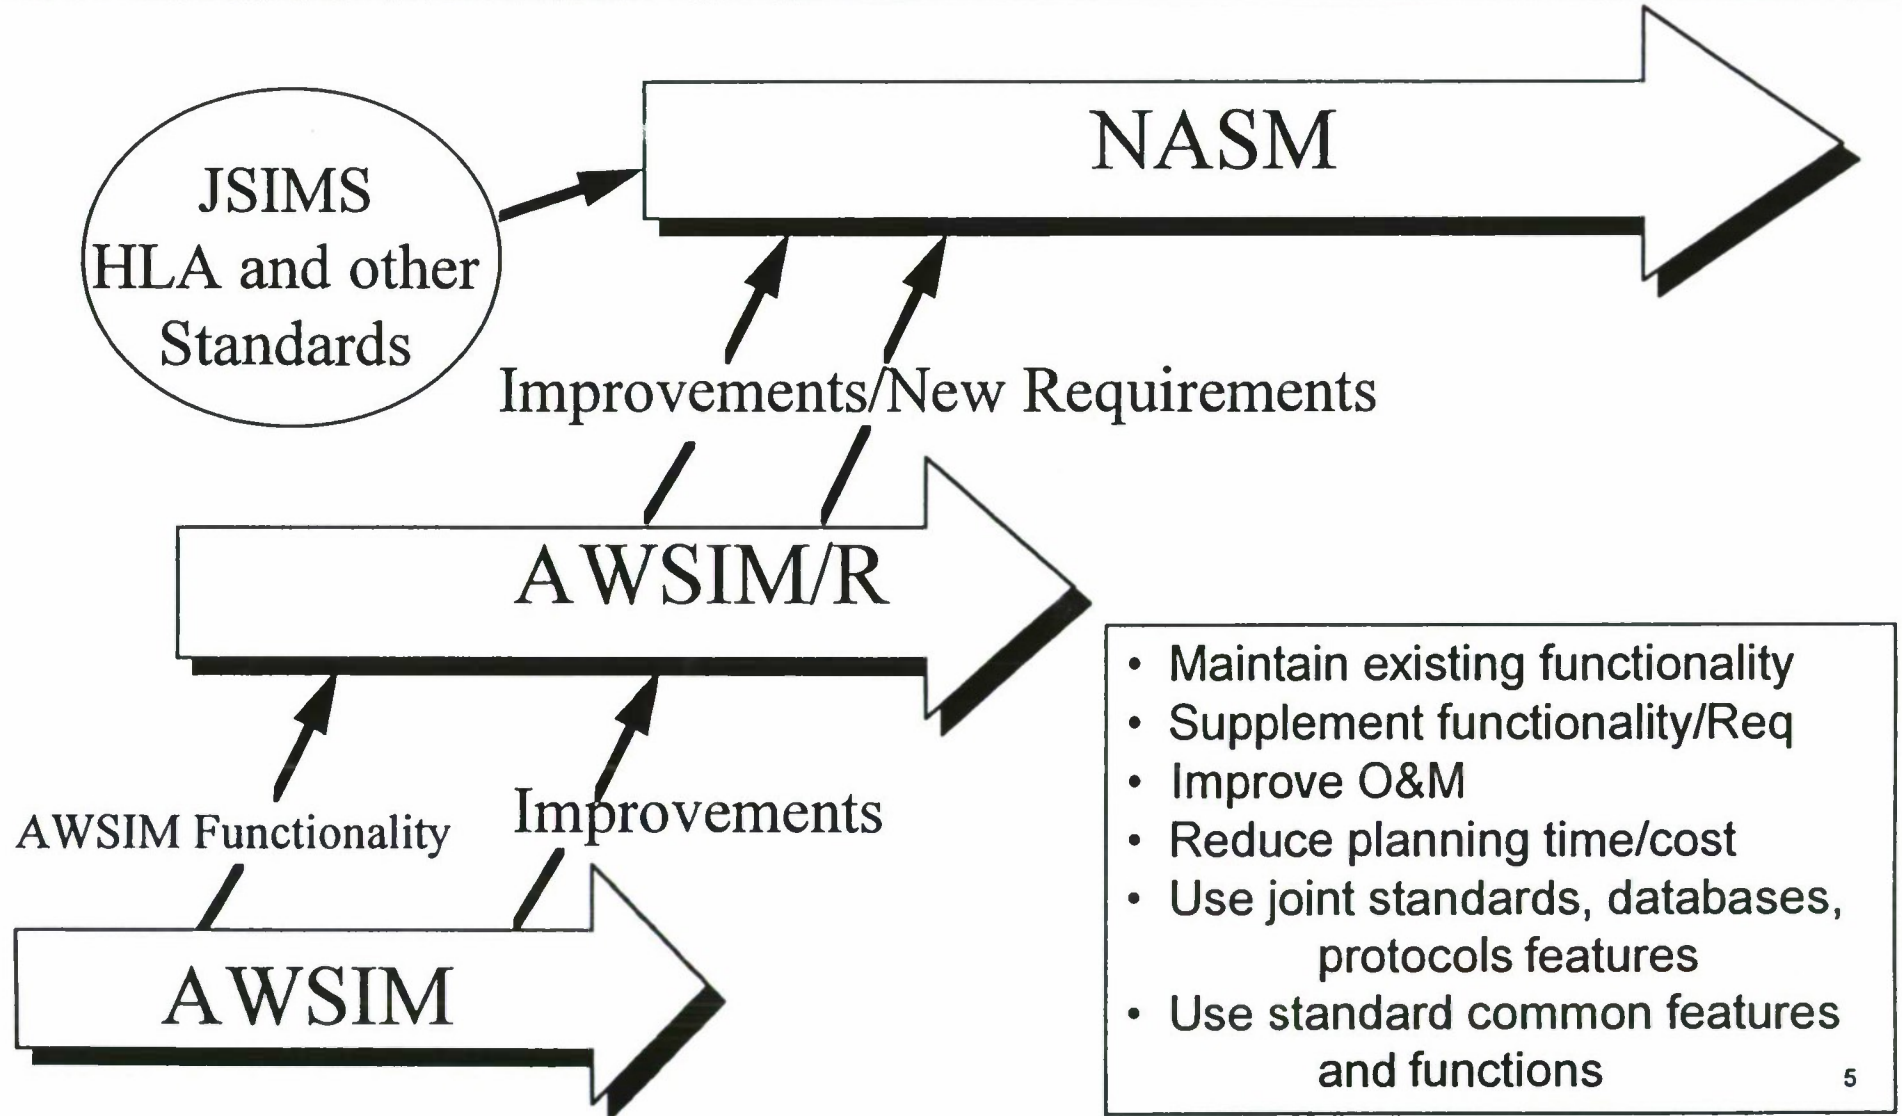 NASM
JSIMS
HLA and other
Standards
Improvements/New Requirements
AWSIM/R
AWSIM Functionality
Improvements
AWSIM
• Maintain existing functionality
• Supplement functionality/Req
• Improve O&M
• Reduce planning time/cost
• Use joint standards, databases,
protocols features
• Use standard common features
and functions
5